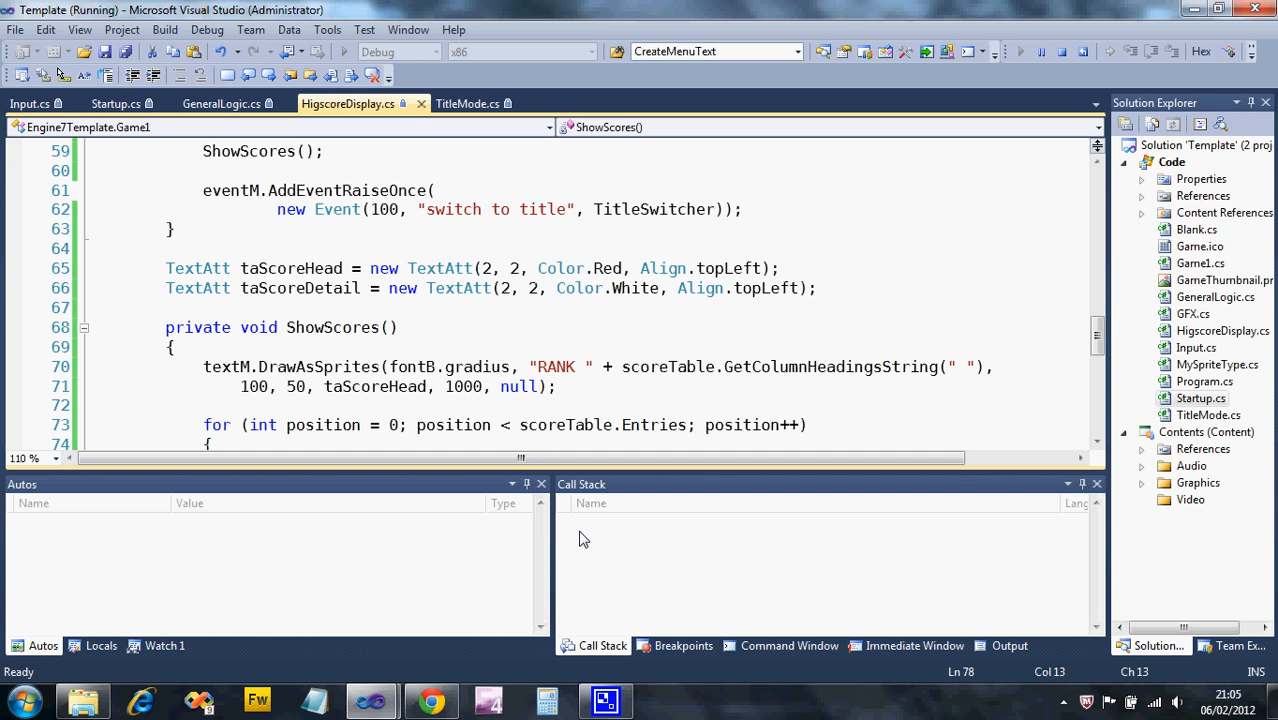 Template (Running) - Microsoft Visual Studio (Administrator)
File Edit View Project Build Debug Team Data Tools Test Window Help
Debug x86 CreateMenuText Hex
Input.cs Startup.cs GeneralLogic.cs HigscoreDisplay.cs TitleMode.cs
Engine7Template.Game1 ShowScores()
59 ShowScores();
60
61 eventM.AddEventRaiseOnce(
62 new Event(100, "switch to title", TitleSwitcher));
63 }
64
65 TextAtt taScoreHead = new TextAtt(2, 2, Color.Red, Align.topLeft);
66 TextAtt taScoreDetail = new TextAtt(2, 2, Color.White, Align.topLeft);
67
68 private void ShowScores()
69 {
70 textM.DrawAsSprites(fontB.gradius, "RANK " + scoreTable.GetColumnHeadingsString(" "),
71 100, 50, taScoreHead, 1000, null);
72
73 for (int position = 0; position < scoreTable.Entries; position++)
74 {
110 %
Solution Explorer
Solution 'Template' (2 proj
Code
Properties
References
Content References
Blank.cs
Game.ico
Game1.cs
GameThumbnail.pr
GeneralLogic.cs
GFX.cs
HigscoreDisplay.cs
Input.cs
MySpriteType.cs
Program.cs
Startup.cs
TitleMode.cs
Contents (Content)
References
Audio
Graphics
Video
Solution... Team Ex...
Autos
Name Value Type
Autos Locals Watch 1
Call Stack
Name Lang
Call Stack Breakpoints Command Window Immediate Window Output
Ready Ln 78 Col 13 Ch 13 INS
Fw
21:05
06/02/2012